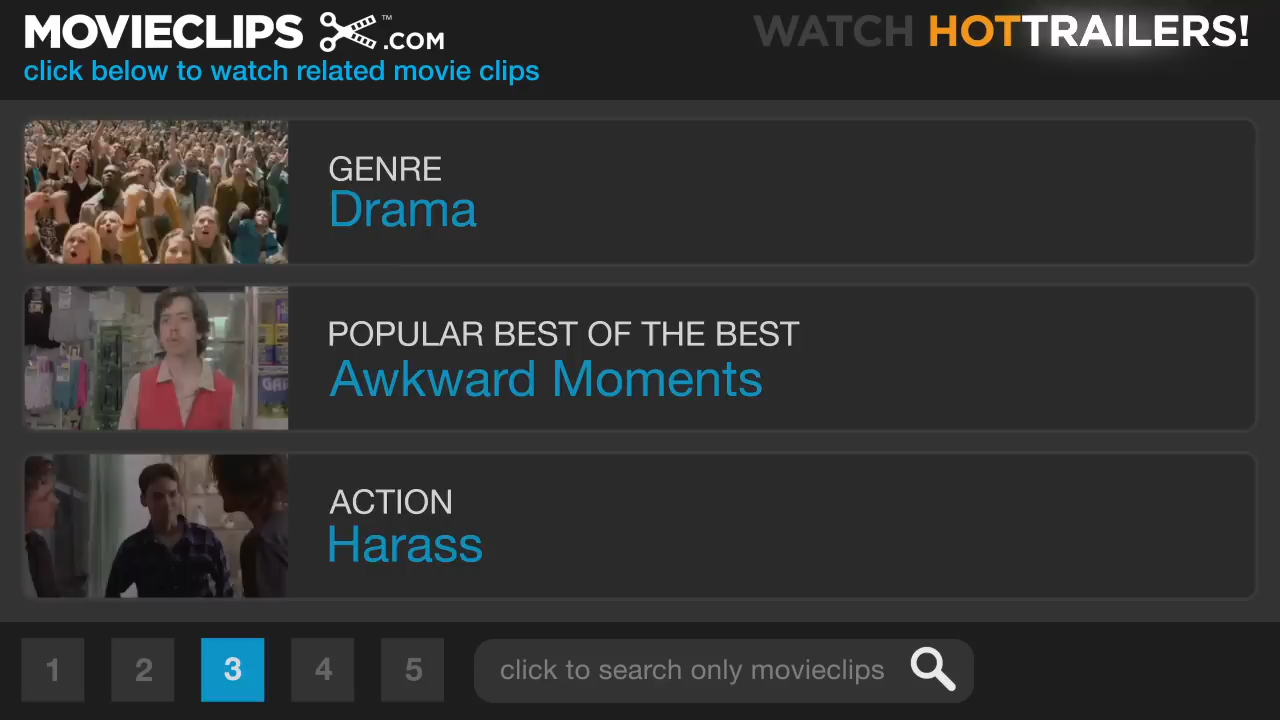 MOVIECLIPS ™ .COM
WATCH HOTTRAILERS!
click below to watch related movie clips
GENRE
Drama
POPULAR BEST OF THE BEST
Awkward Moments
ACTION
Harass
1 2 3 4 5
click to search only movieclips